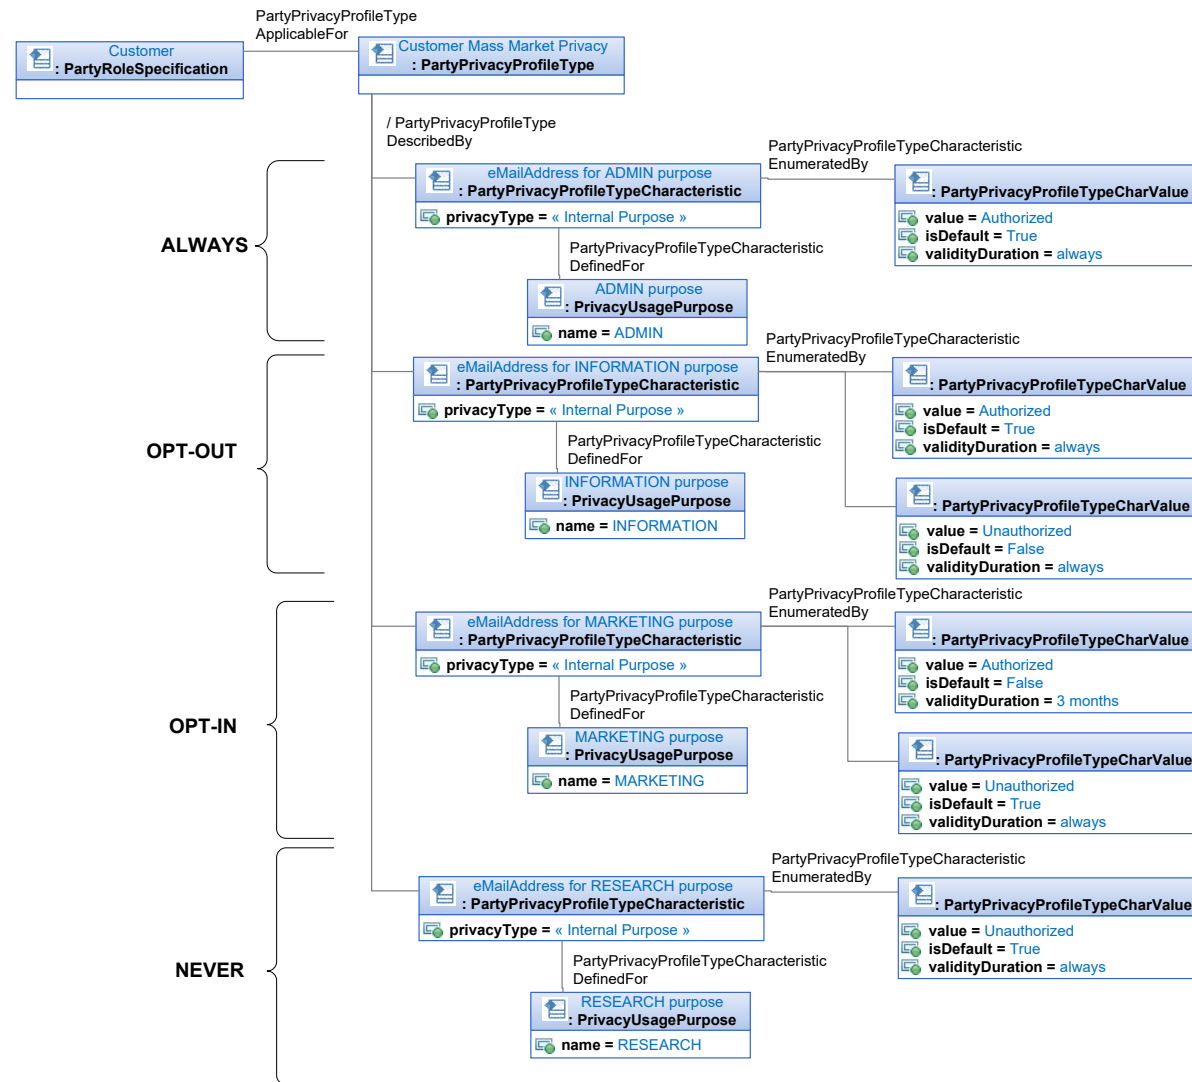 PartyPrivacyProfileType
ApplicableFor
Customer
: PartyRoleSpecification
Customer Mass Market Privacy
: PartyPrivacyProfileType
/ PartyPrivacyProfileType
DescribedBy
ALWAYS
eMailAddress for ADMIN purpose
: PartyPrivacyProfileTypeCharacteristic
privacyType = « Internal Purpose »
PartyPrivacyProfileTypeCharacteristic
EnumeratedBy
: PartyPrivacyProfileTypeCharValue
value = Authorized
isDefault = True
validityDuration = always
PartyPrivacyProfileTypeCharacteristic
DefinedFor
ADMIN purpose
: PrivacyUsagePurpose
name = ADMIN
OPT-OUT
eMailAddress for INFORMATION purpose
: PartyPrivacyProfileTypeCharacteristic
privacyType = « Internal Purpose »
PartyPrivacyProfileTypeCharacteristic
EnumeratedBy
: PartyPrivacyProfileTypeCharValue
value = Authorized
isDefault = True
validityDuration = always
PartyPrivacyProfileTypeCharacteristic
DefinedFor
INFORMATION purpose
: PrivacyUsagePurpose
name = INFORMATION
: PartyPrivacyProfileTypeCharValue
value = Unauthorized
isDefault = False
validityDuration = always
OPT-IN
eMailAddress for MARKETING purpose
: PartyPrivacyProfileTypeCharacteristic
privacyType = « Internal Purpose »
PartyPrivacyProfileTypeCharacteristic
EnumeratedBy
: PartyPrivacyProfileTypeCharValue
value = Authorized
isDefault = False
validityDuration = 3 months
PartyPrivacyProfileTypeCharacteristic
DefinedFor
MARKETING purpose
: PrivacyUsagePurpose
name = MARKETING
: PartyPrivacyProfileTypeCharValue
value = Unauthorized
isDefault = True
validityDuration = always
NEVER
eMailAddress for RESEARCH purpose
: PartyPrivacyProfileTypeCharacteristic
privacyType = « Internal Purpose »
PartyPrivacyProfileTypeCharacteristic
EnumeratedBy
: PartyPrivacyProfileTypeCharValue
value = Unauthorized
isDefault = True
validityDuration = always
PartyPrivacyProfileTypeCharacteristic
DefinedFor
RESEARCH purpose
: PrivacyUsagePurpose
name = RESEARCH